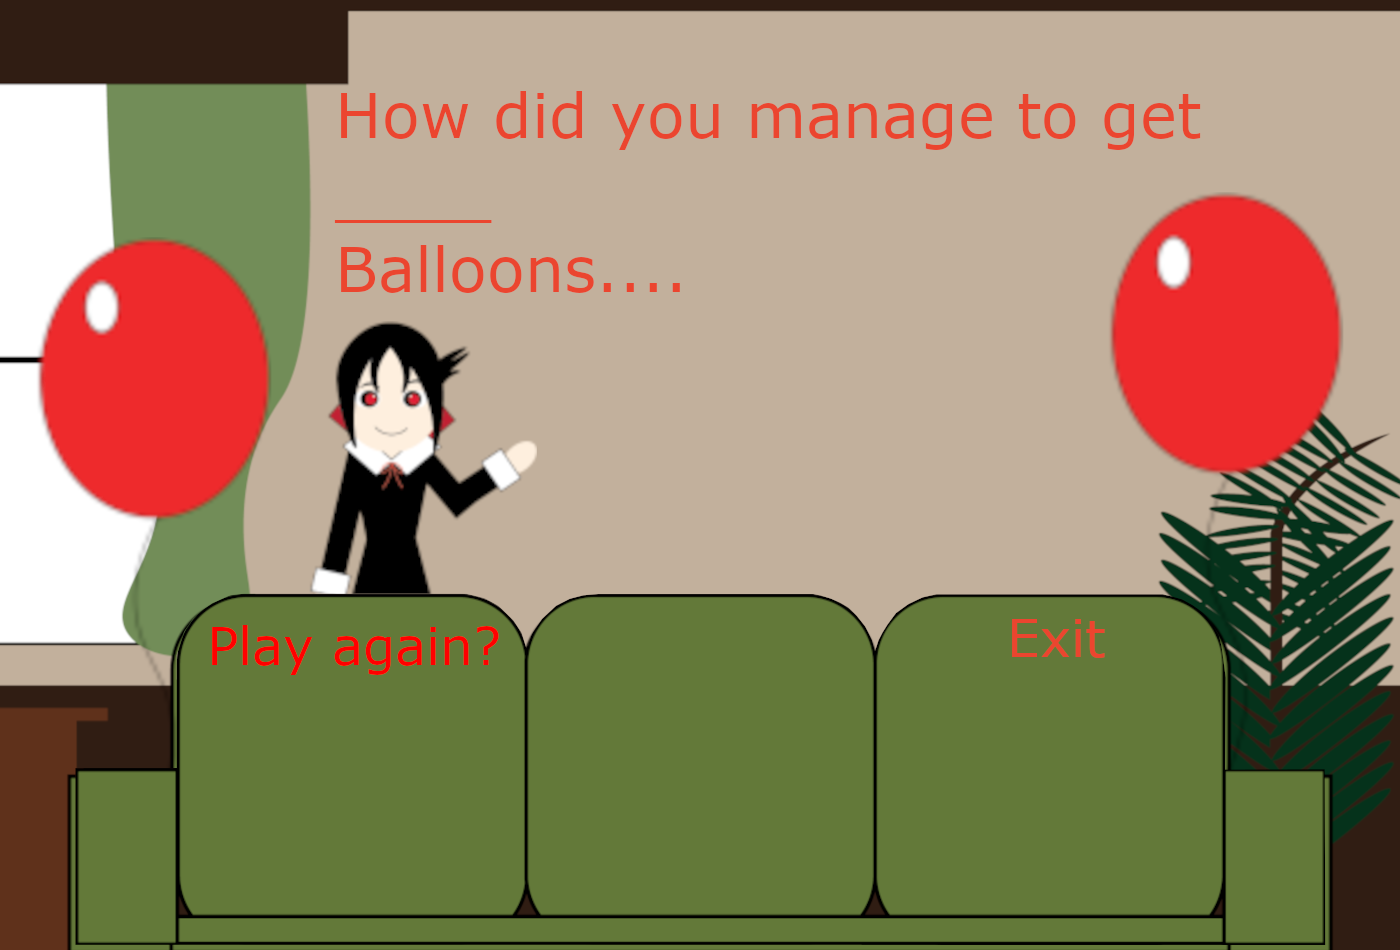 How did you manage to get
_____
Balloons....
Play again?
Exit